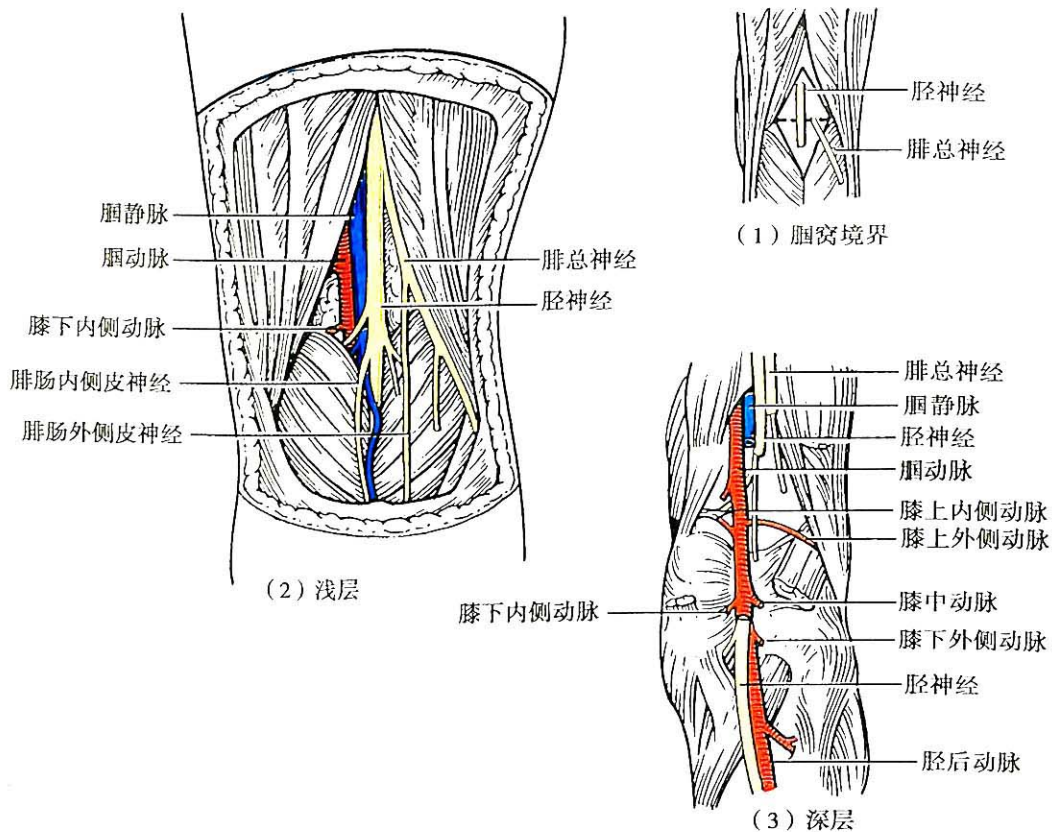 胫神经
腓总神经
(1)腘窝境界
腘静脉
腘动脉
膝下内侧动脉
腓肠内侧皮神经
腓肠外侧皮神经
腓总神经
胫神经
(2)浅层
腓总神经
腘静脉
胫神经
腘动脉
膝上内侧动脉
膝上外侧动脉
膝下内侧动脉
膝中动脉
膝下外侧动脉
胫神经
胫后动脉
(3)深层